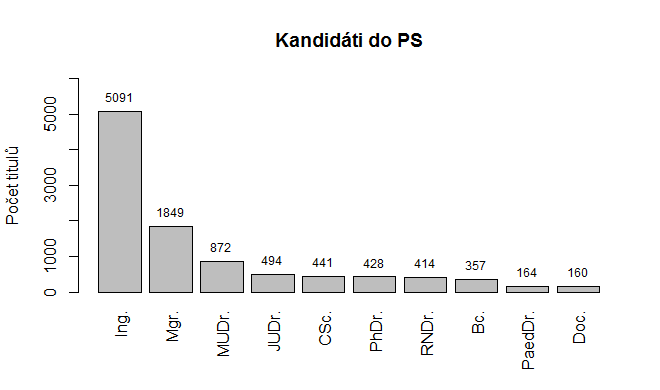 Kandidáti do PS
Počet titulů
5000
3000
1000
0
5091
1849
872
494
441
428
414
357
164
160
Ing.
Mgr.
MUDr.
JUDr.
CSc.
PhDr.
RNDr.
Bc.
PaedDr.
Doc.